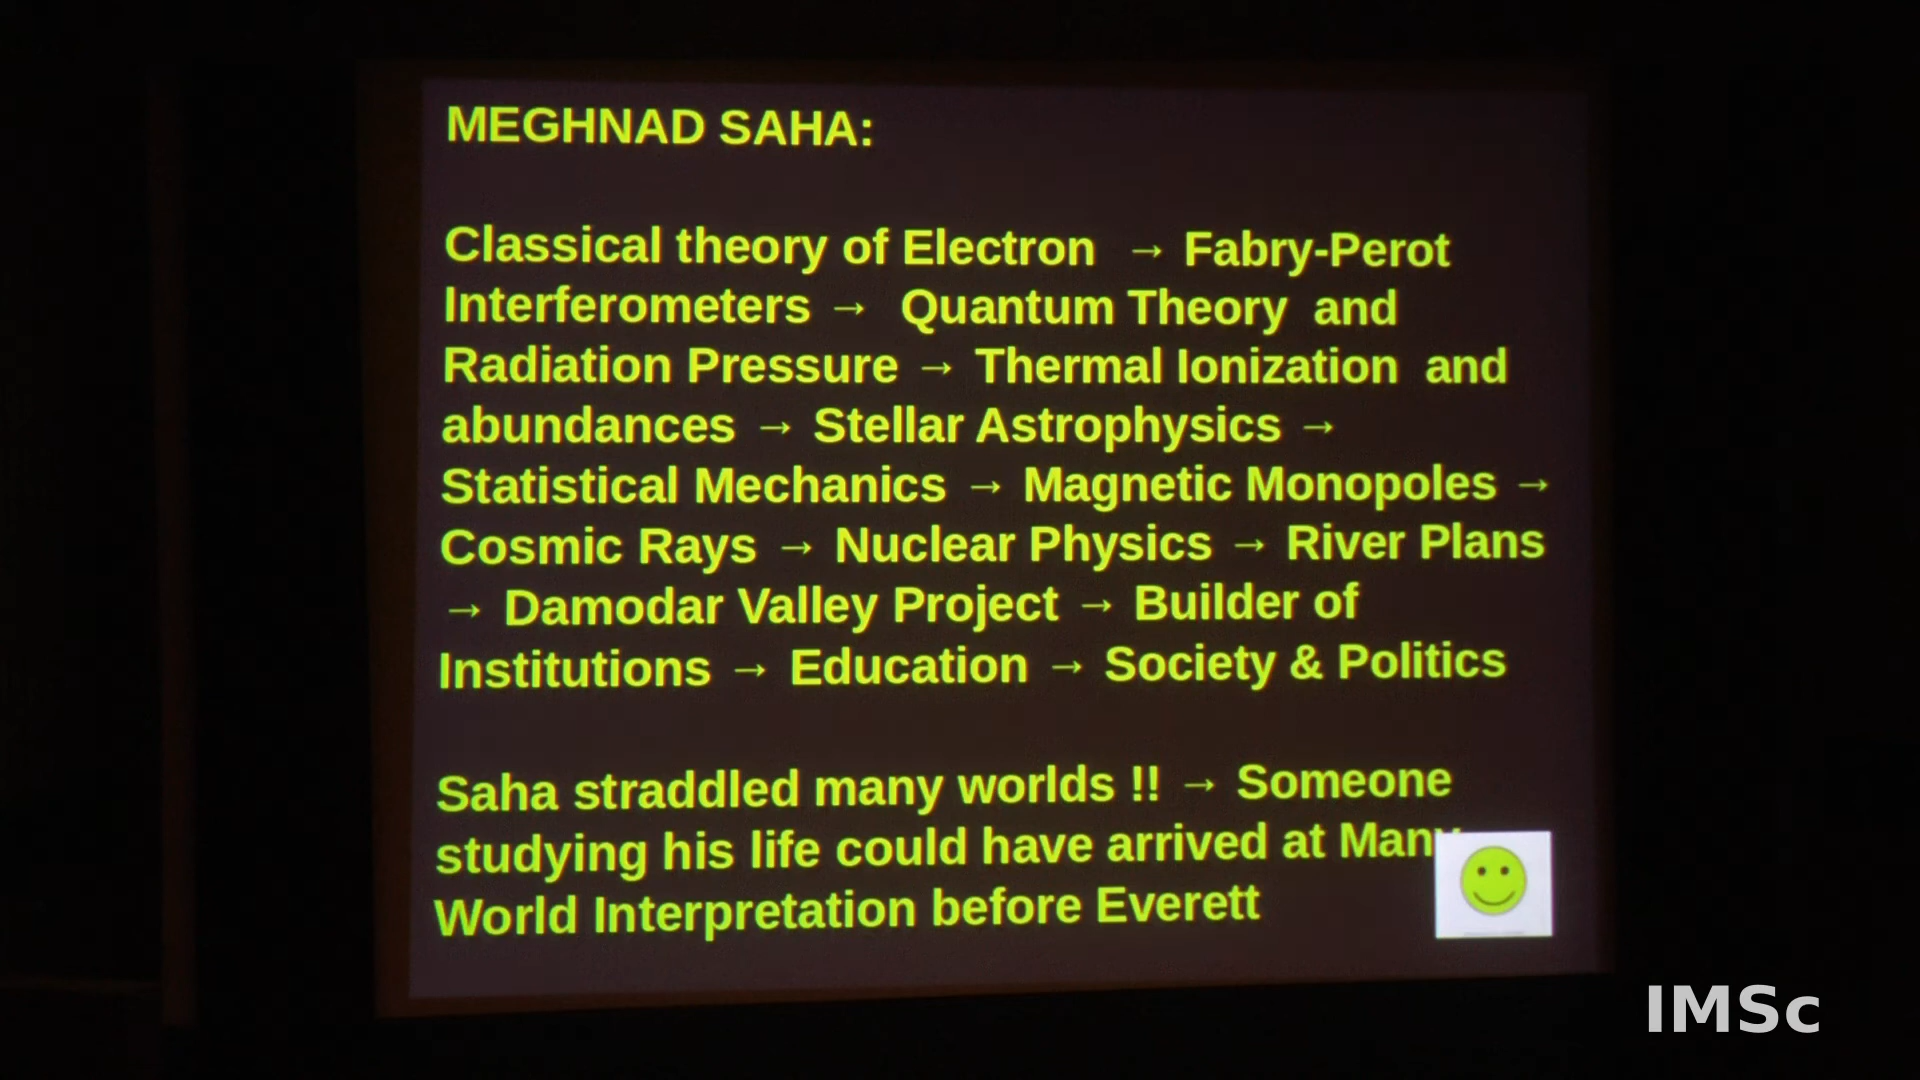 MEGHNAD SAHA:
Classical theory of Electron → Fabry-Perot
Interferometers → Quantum Theory and
Radiation Pressure → Thermal Ionization and
abundances → Stellar Astrophysics →
Statistical Mechanics → Magnetic Monopoles →
Cosmic Rays → Nuclear Physics → River Plans
→ Damodar Valley Project → Builder of
Institutions → Education → Society & Politics
Saha straddled many worlds !! → Someone
studying his life could have arrived at Many
World Interpretation before Everett
IMSc